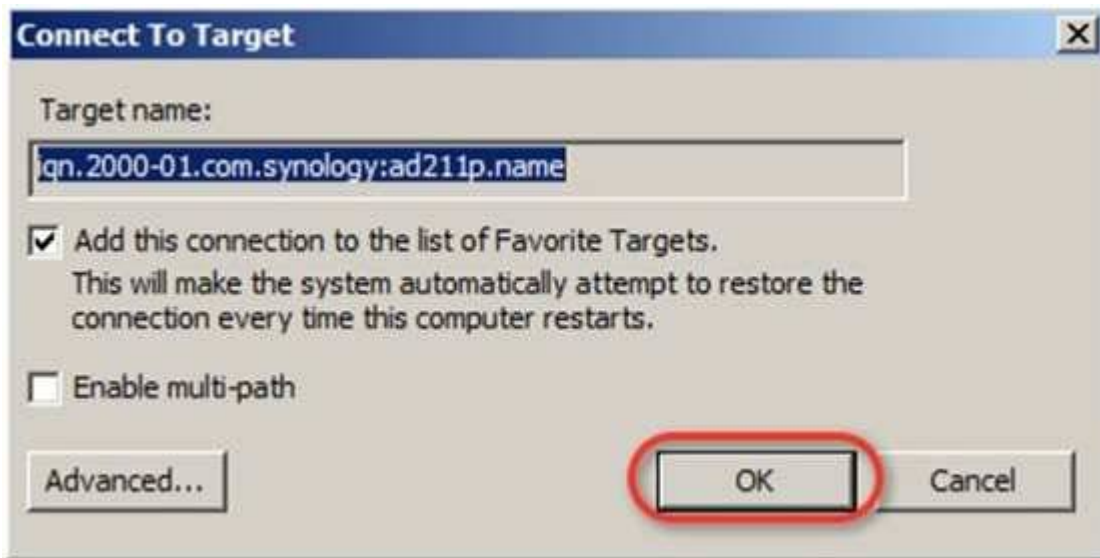 Connect To Target
Target name:
iqn.2000-01.com.synology:ad211p.name
Add this connection to the list of Favorite Targets.
This will make the system automatically attempt to restore the
connection every time this computer restarts.
Enable multi-path
Advanced...
OK
Cancel